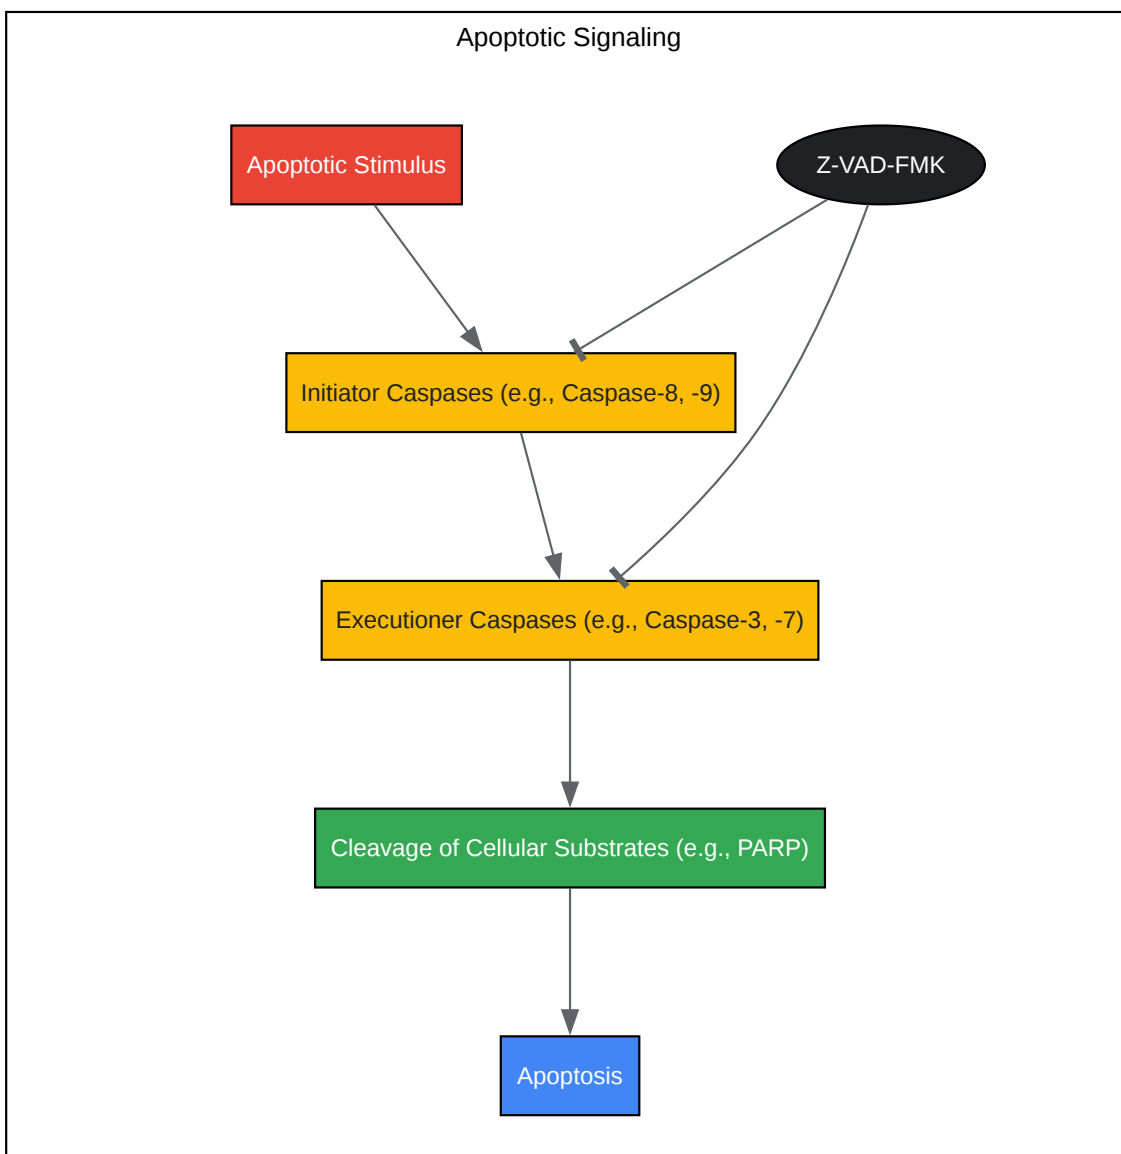 Apoptotic Signaling
Apoptotic Stimulus
Z-VAD-FMK
Initiator Caspases (e.g., Caspase-8, -9)
Executioner Caspases (e.g., Caspase-3, -7)
Cleavage of Cellular Substrates (e.g., PARP)
Apoptosis